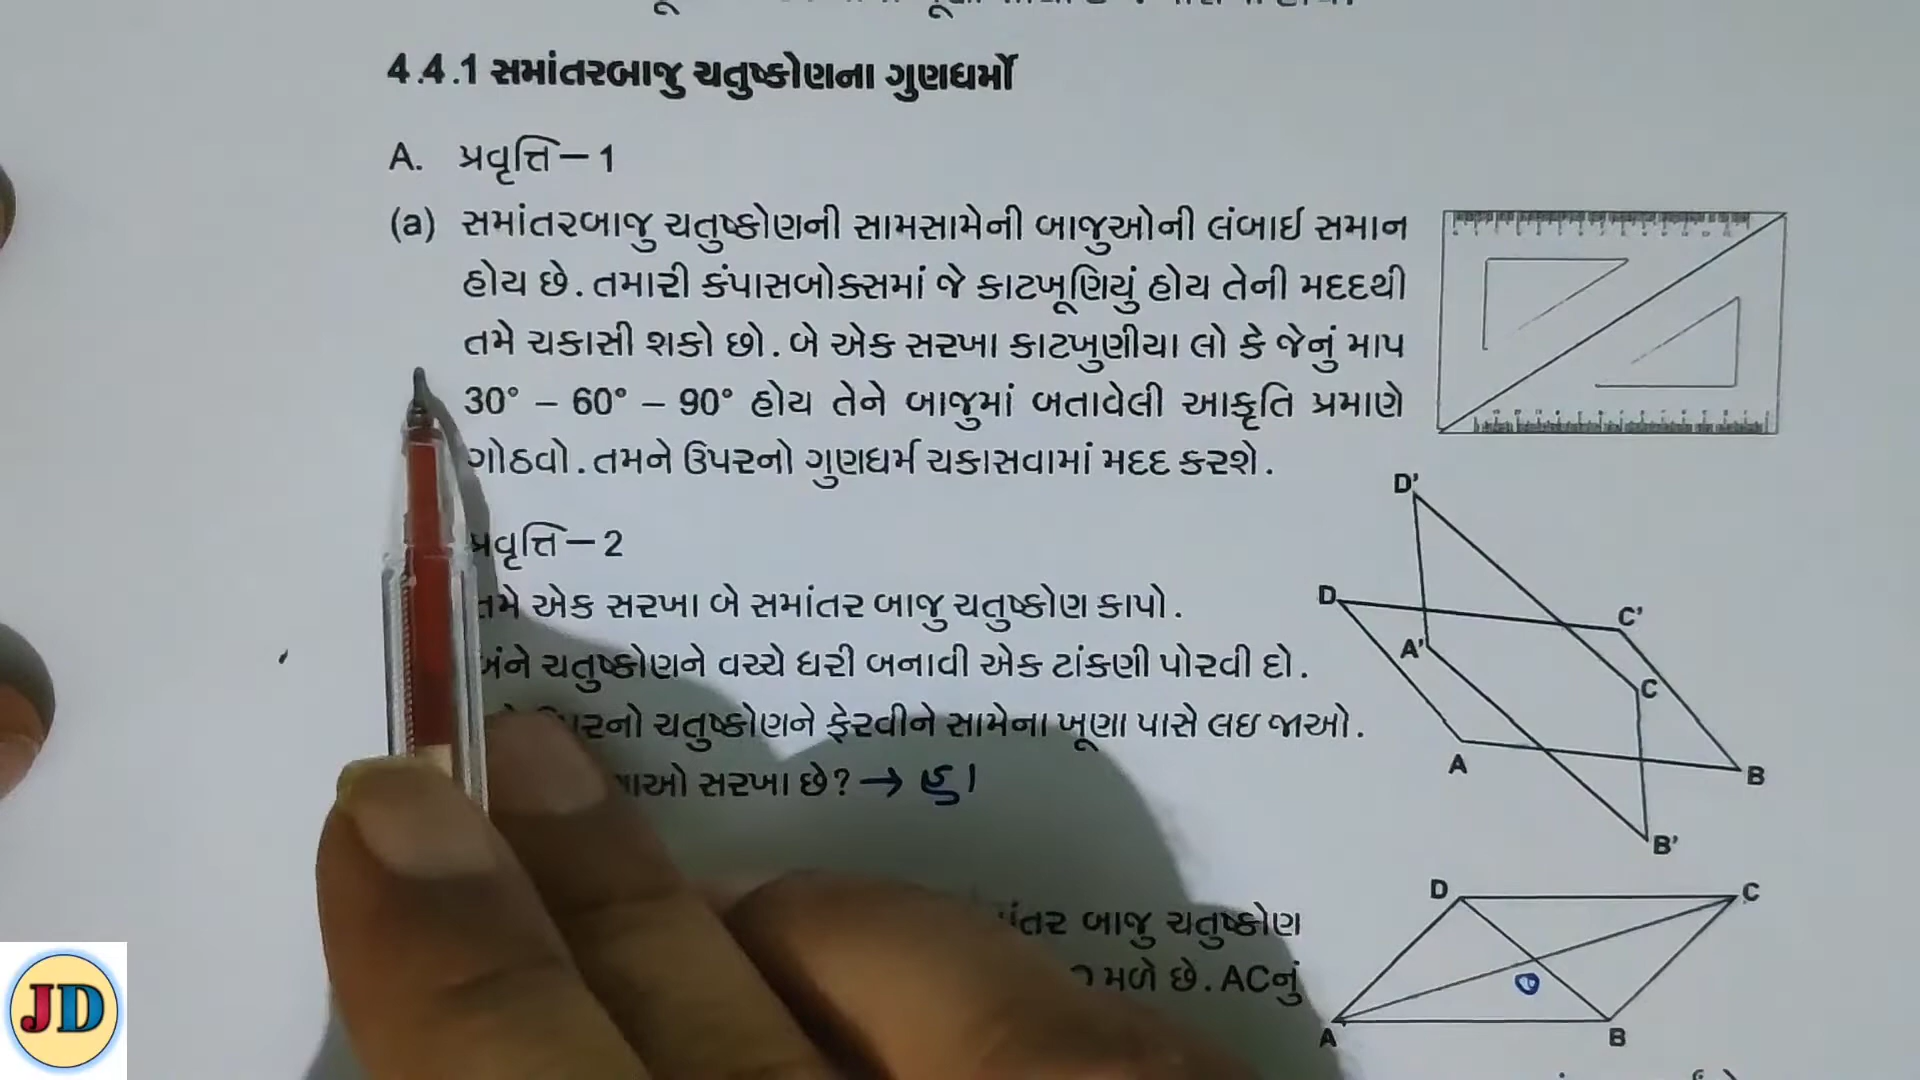 4.4.1 સમાંતરબાજુ ચતુષ્કોણના ગુણધર્મો
A. પ્રવૃત્તિ – 1
(a) સમાંતરબાજુ ચતુષ્કોણની સામસામેની બાજુઓની લંબાઈ સમાન
હોય છે. તમારી કંપાસબોક્સમાં જે કાટખૂણિયું હોય તેની મદદથી
તમે ચકાસી શકો છો. બે એક સરખા કાટખુણીયા લો કે જેનું માપ
30° – 60° – 90° હોય તેને બાજુમાં બતાવેલી આકૃતિ પ્રમાણે
ગોઠવો. તમને ઉપરનો ગુણધર્મ ચકાસવામાં મદદ કરશે.
પ્રવૃત્તિ – 2
તમે એક સરખા બે સમાંતર બાજુ ચતુષ્કોણ કાપો.
બંને ચતુષ્કોણને વચ્ચે ધરી બનાવી એક ટાંકણી પોરવી દો.
ચતુષ્કોણને ફેરવીને સામેના ખૂણા પાસે લઇ જાઓ.
સરખા છે? → હા
બાજુ ચતુષ્કોણ
મળે છે. ACનું
D'
D
C'
A'
C
A
B
B'
D
C
O
A
B
JD